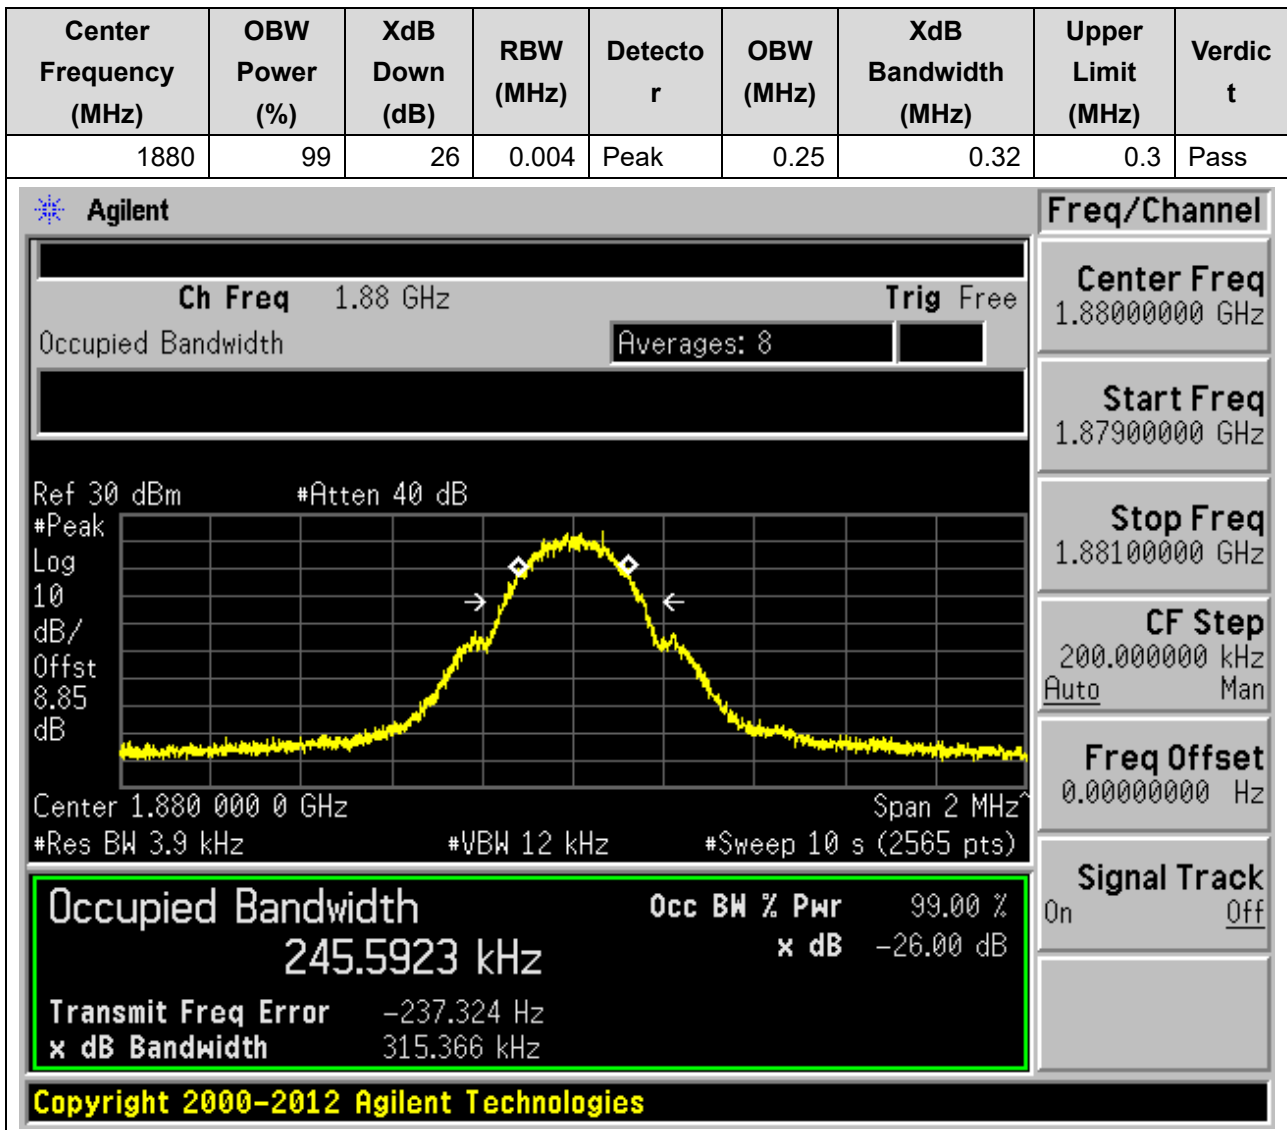 Center Frequency (MHz) OBW Power (%) XdB Down (dB) RBW (MHz) Detecto r OBW (MHz) XdB Bandwidth (MHz) Upper Limit (MHz) Verdic t
1880 99 26 0.004 Peak 0.25 0.32 0.3 Pass
Agilent
Freq/Channel
Ch Freq 1.88 GHz Trig Free
Occupied Bandwidth Averages: 8
Ref 30 dBm #Atten 40 dB
#Peak
Log
10
dB/
Offst
8.85
dB
Center 1.880 000 0 GHz Span 2 MHz^
#Res BW 3.9 kHz #VBW 12 kHz #Sweep 10 s (2565 pts)
Occupied Bandwidth Occ BW % Pwr 99.00 %
245.5923 kHz x dB -26.00 dB
Transmit Freq Error -237.324 Hz
x dB Bandwidth 315.366 kHz
Center Freq
1.88000000 GHz
Start Freq
1.87900000 GHz
Stop Freq
1.88100000 GHz
CF Step
200.000000 kHz
Auto Man
Freq Offset
0.00000000 Hz
Signal Track
On Off
Copyright 2000-2012 Agilent Technologies